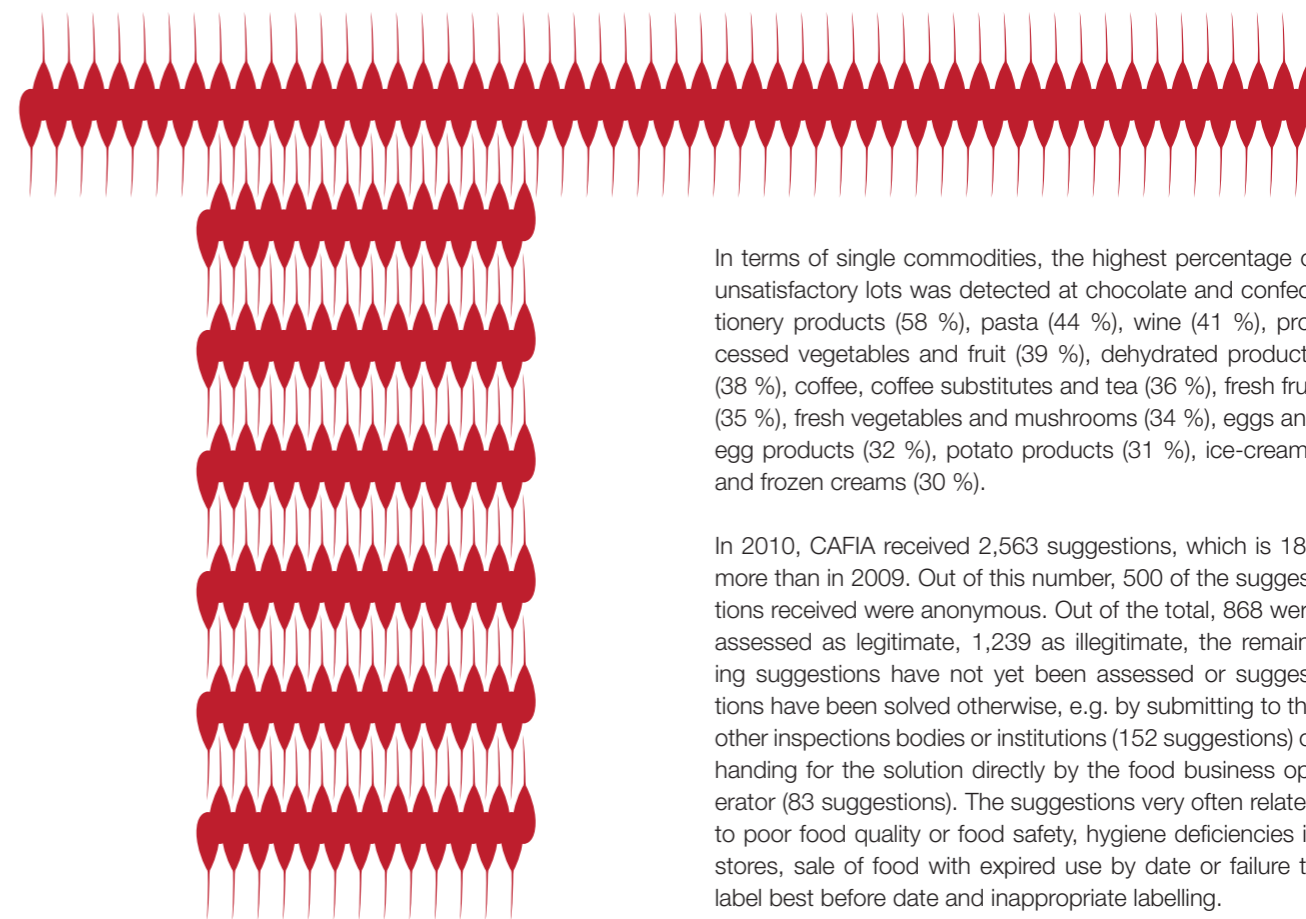 In terms of single commodities, the highest percentage
unsatisfactory lots was detected at chocolate and confec
tionery products (58 %), pasta (44 %), wine (41 %), pro
cessed vegetables and fruit (39 %), dehydrated product
(38 %), coffee, coffee substitutes and tea (36 %), fresh fru
(35 %), fresh vegetables and mushrooms (34 %), eggs an
egg products (32 %), potato products (31 %), ice-cream
and frozen creams (30 %).
In 2010, CAFIA received 2,563 suggestions, which is 18
more than in 2009. Out of this number, 500 of the sugges
tions received were anonymous. Out of the total, 868 wer
assessed as legitimate, 1,239 as illegitimate, the remain
ing suggestions have not yet been assessed or sugges
tions have been solved otherwise, e.g. by submitting to th
other inspections bodies or institutions (152 suggestions)
handing for the solution directly by the food business op
erator (83 suggestions). The suggestions very often relate
to poor food quality or food safety, hygiene deficiencies i
stores, sale of food with expired use by date or failure t
label best before date and inappropriate labelling.